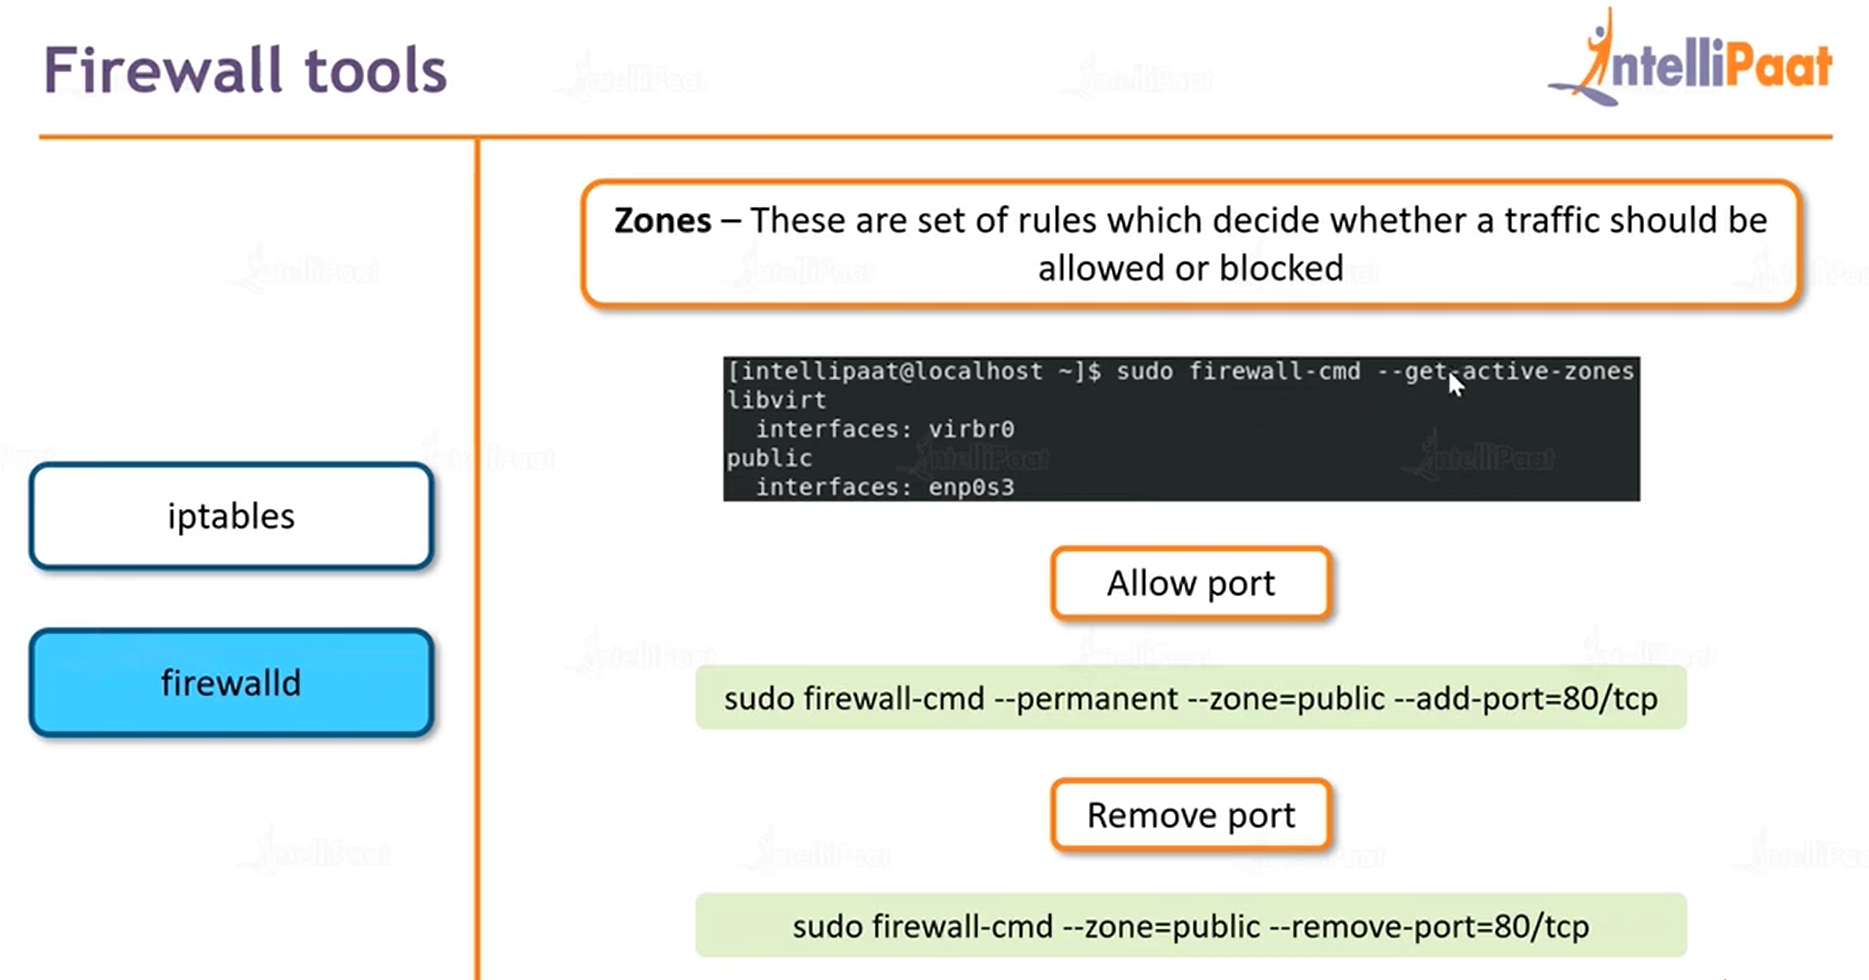 Firewall tools
IntelliPaat
Zones – These are set of rules which decide whether a traffic should be
allowed or blocked
[intellipaat@localhost ~]$ sudo firewall-cmd --get-active-zones
libvirt
  interfaces: virbr0
public
  interfaces: enp0s3
iptables
firewalld
Allow port
sudo firewall-cmd --permanent --zone=public --add-port=80/tcp
Remove port
sudo firewall-cmd --zone=public --remove-port=80/tcp